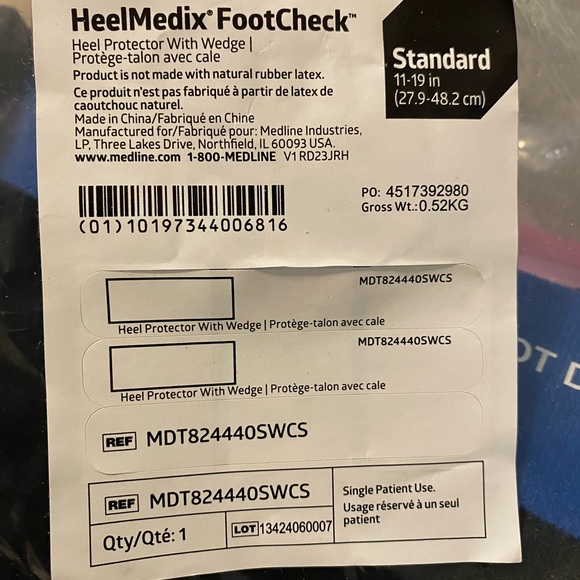 HeelMedix® FootCheck™
Heel Protector With Wedge |
Protège-talon avec cale
Product is not made with natural rubber latex.
Ce produit n'est pas fabriqué à partir de latex de
caoutchouc naturel.
Made in China/Fabriqué en Chine
Manufactured for/Fabriqué pour: Medline Industries,
LP, Three Lakes Drive, Northfield, IL 60093 USA.
www.medline.com 1-800-MEDLINE V1 RD23JRH
Standard
11-19 in
(27.9-48.2 cm)
(01)10197344006816
PO: 4517392980
Gross Wt.:0.52KG
MDT824440SWCS
Heel Protector With Wedge | Protège-talon avec cale
MDT824440SWCS
Heel Protector With Wedge | Protège-talon avec cale
REF MDT824440SWCS
REF MDT824440SWCS
Qty/Qté: 1
LOT 13424060007
Single Patient Use.
Usage réservé à un seul
patient